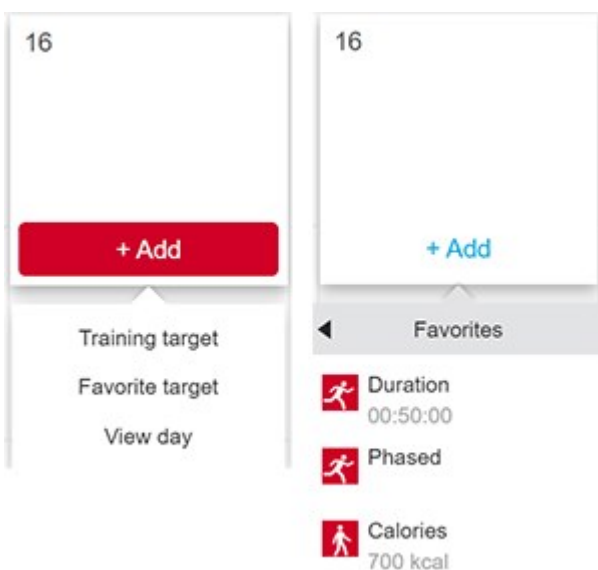 16
+ Add
Training target
Favorite target
View day
16
+ Add
Favorites
Duration
00:50:00
Phased
Calories
700 kcal